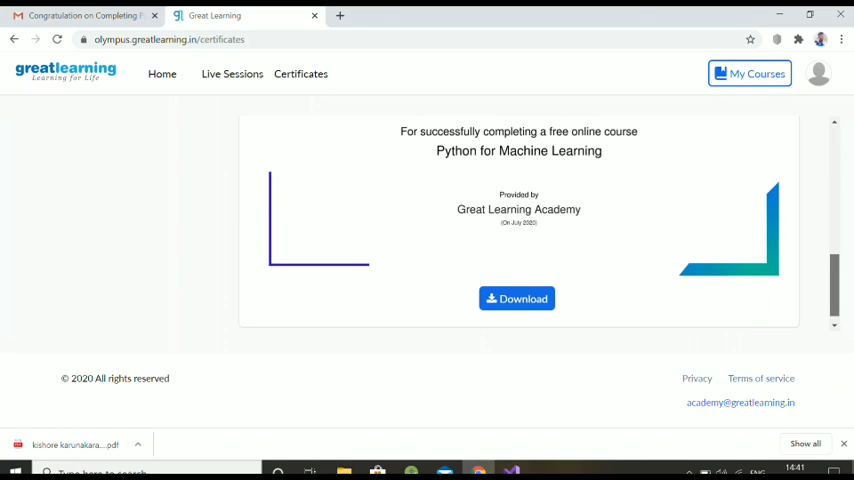 Congratulation on Completing P
Great Learning
olympus.greatlearning.in/certificates
greatlearning
Learning for Life
Home
Live Sessions
Certificates
My Courses
For successfully completing a free online course
Python for Machine Learning
Provided by
Great Learning Academy
(On July 2020)
Download
© 2020 All rights reserved
Privacy
Terms of service
academy@greatlearning.in
kishore karunakara....pdf
Show all
Type here to search
ENG
14:41